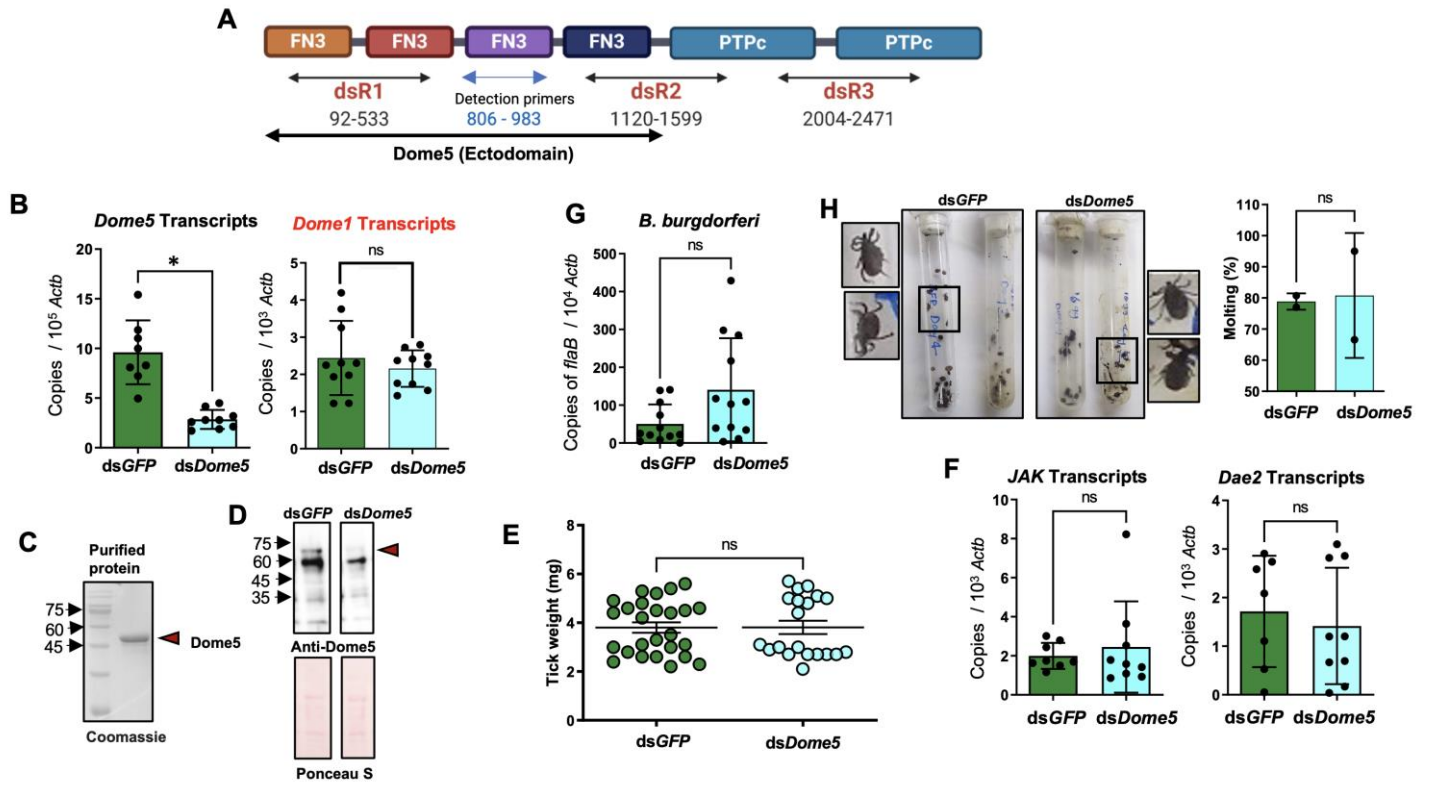 A
FN3 FN3 FN3 FN3 PTPc PTPc
dsR1 Detection primers dsR2 dsR3
92-533 806 - 983 1120-1599 2004-2471
Dome5 (Ectodomain)
B
Dome5 Transcripts
Copies / 10⁵ Actb
20
15
10
5
0
*
dsGFP dsDome5
Dome1 Transcripts
Copies / 10³ Actb
5
4
3
2
1
0
ns
dsGFP dsDome5
G
B. burgdorferi
Copies of flaB / 10⁴ Actb
500
400
300
200
100
0
ns
dsGFP dsDome5
H
dsGFP dsDome5
Molting (%)
110
100
90
80
70
60
50
ns
dsGFP dsDome5
C
Purified
protein
75
60
45
Dome5
Coomassie
D
dsGFP dsDome5
75
60
45
35
Anti-Dome5
Ponceau S
E
Tick weight (mg)
8
6
4
2
0
ns
dsGFP dsDome5
F
JAK Transcripts
Copies / 10³ Actb
10
8
6
4
2
0
ns
dsGFP dsDome5
Dae2 Transcripts
Copies / 10³ Actb
4
3
2
1
0
ns
dsGFP dsDome5